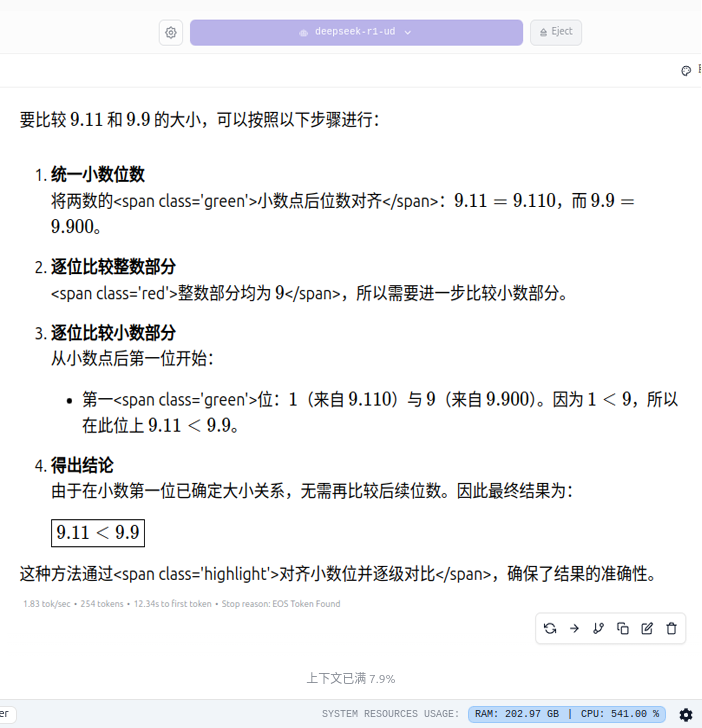 deepseek-r1-ud
Eject
要比较 9.11 和 9.9 的大小，可以按照以下步骤进行：
1. 统一小数位数
将两数的<span class='green'>小数点后位数对齐</span>：9.11 = 9.110，而 9.9 =
9.900。
2. 逐位比较整数部分
<span class='red'>整数部分均为 9</span>，所以需要进一步比较小数部分。
3. 逐位比较小数部分
从小数点后第一位开始：
• 第一<span class='green'>位：1（来自 9.110）与 9（来自 9.900）。因为 1 < 9，所以
在此位上 9.11 < 9.9。
4. 得出结论
由于在小数第一位已确定大小关系，无需再比较后续位数。因此最终结果为：
9.11 < 9.9
这种方法通过<span class='highlight'>对齐小数位并逐级对比</span>，确保了结果的准确性。
1.83 tok/sec • 254 tokens • 12.34s to first token • Stop reason: EOS Token Found
上下文已满 7.9%
er
SYSTEM RESOURCES USAGE: RAM: 202.97 GB | CPU: 541.00 %